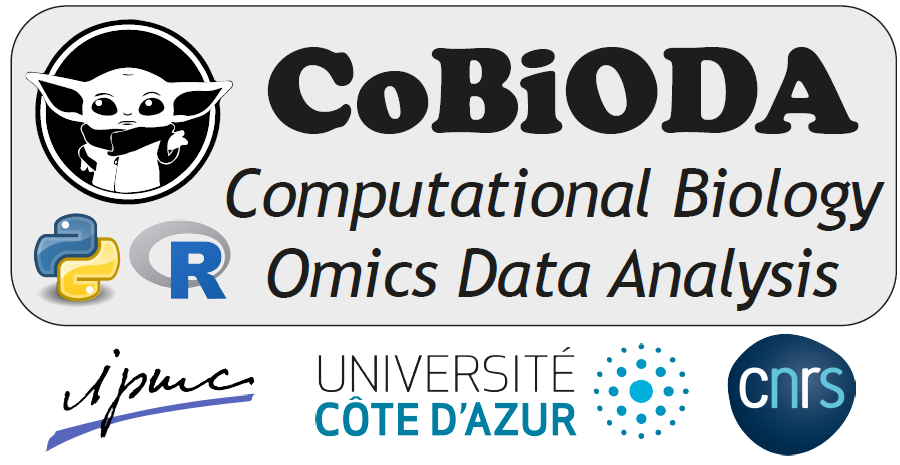 CoBiODA
Computational Biology
Omics Data Analysis
R
ipmc
UNIVERSITÉ
CÔTE D'AZUR
cnrs